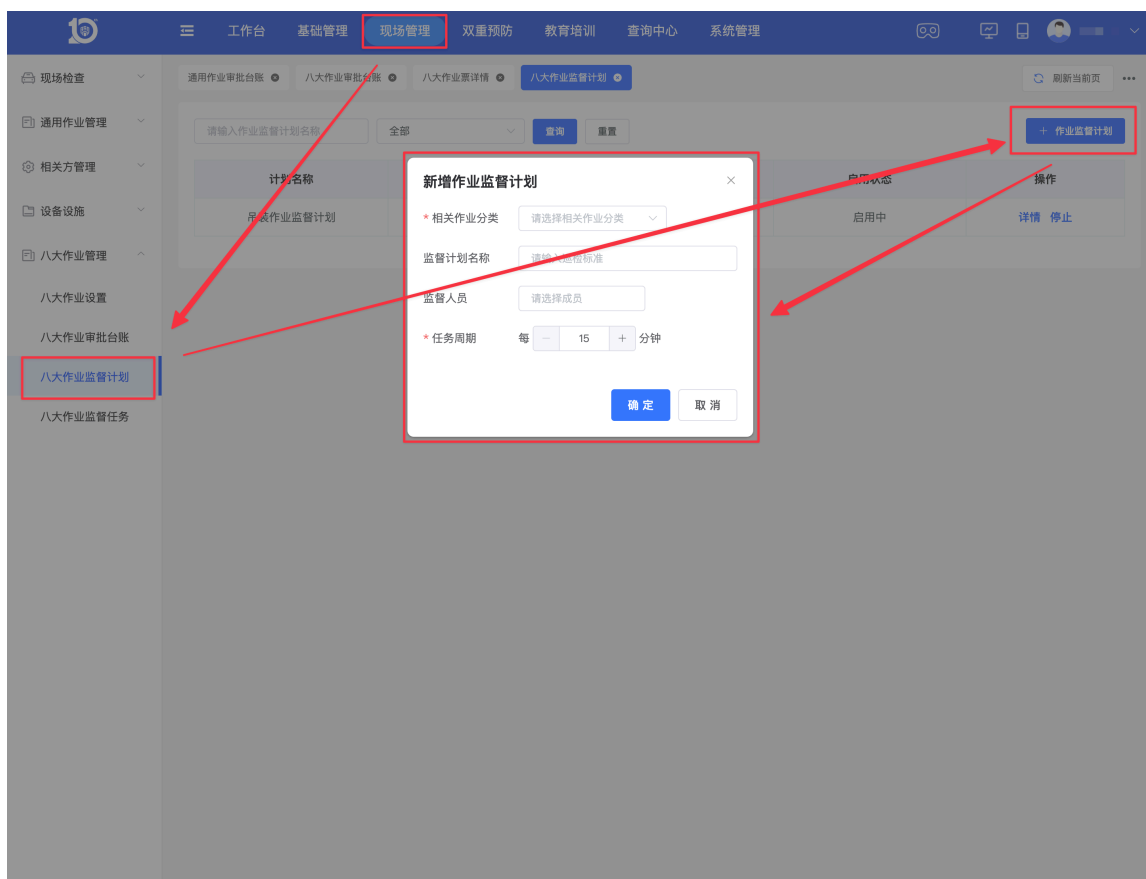 工作台 基础管理 现场管理 双重预防 教育培训 查询中心 系统管理
现场检查
通用作业管理
相关方管理
设备设施
八大作业管理
八大作业设置
八大作业审批台账
八大作业监督计划
八大作业监督任务
通用作业审批台账 八大作业审批台账 八大作业票详情 八大作业监督计划 刷新当前页
请输入作业监督计划名称 全部 查询 重置 + 作业监督计划
计划名称 启用状态 操作
吊装作业监督计划 启用中 详情 停止
新增作业监督计划
* 相关作业分类 请选择相关作业分类
监督计划名称 请输入巡检标准
监督人员 请选择成员
* 任务周期 每 − 15 + 分钟
确定 取消